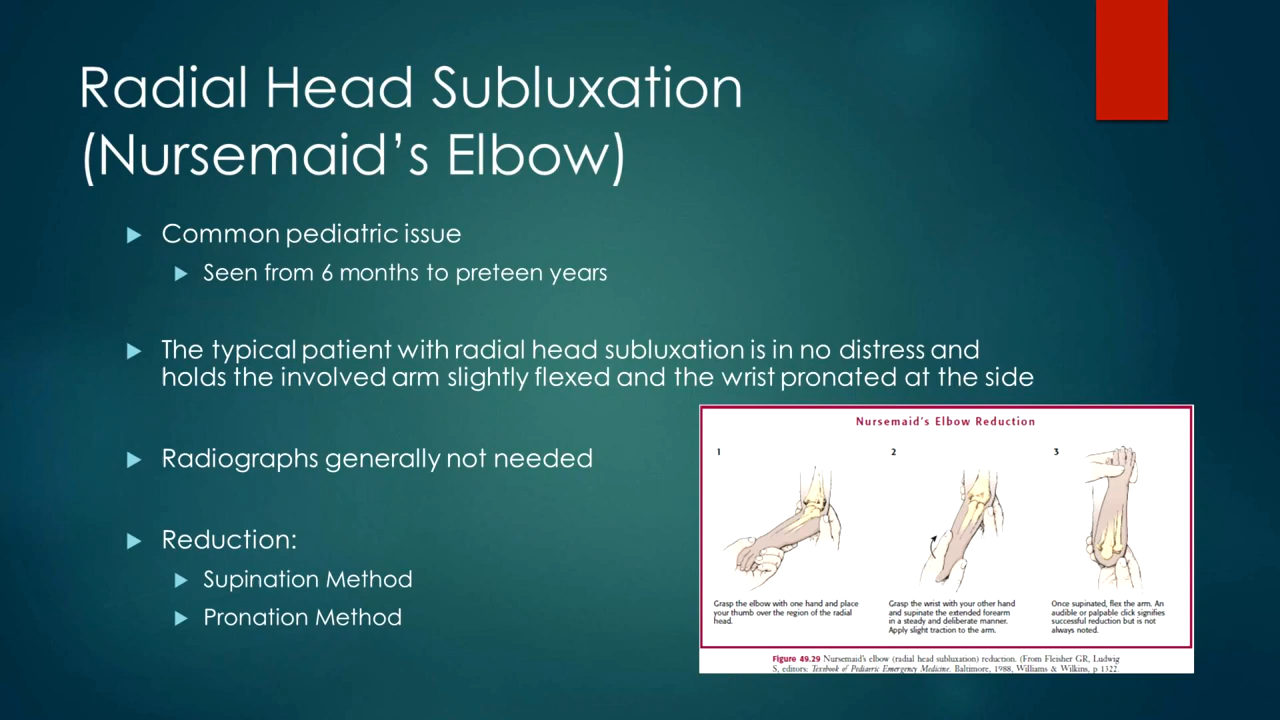 Radial Head Subluxation
(Nursemaid’s Elbow)
Common pediatric issue
Seen from 6 months to preteen years
The typical patient with radial head subluxation is in no distress and
holds the involved arm slightly flexed and the wrist pronated at the side
Radiographs generally not needed
Reduction:
Supination Method
Pronation Method
Nursemaid's Elbow Reduction
1
Grasp the elbow with one hand and place
your thumb over the region of the radial
head.
2
Grasp the wrist with your other hand
and supinate the extended forearm
in a steady and deliberate manner.
Apply slight traction to the arm.
3
Once supinated, flex the arm. An
audible or palpable click signifies
successful reduction but is not
always noted.
Figure 49.29 Nursemaid's elbow (radial head subluxation) reduction. (From Fleisher GR, Ludwig
S, editors: Textbook of Pediatric Emergency Medicine. Baltimore, 1988, Williams & Wilkins, p 1322.